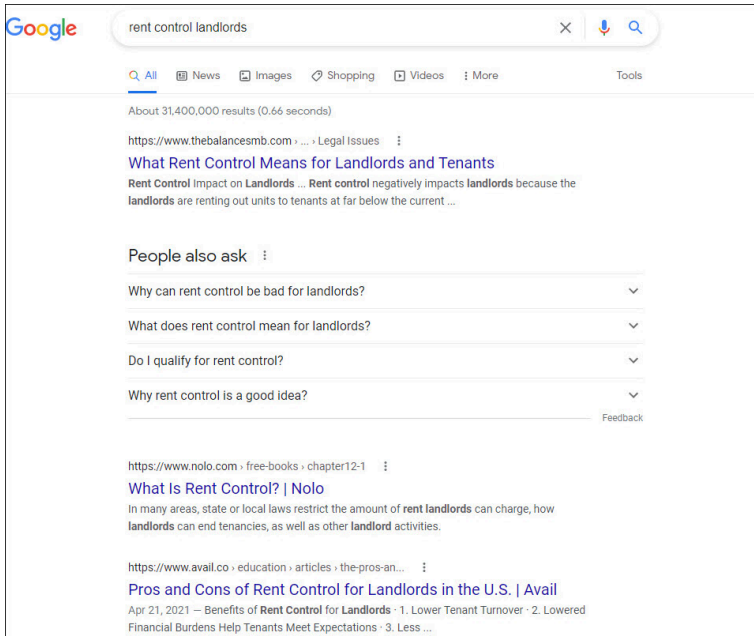 Google
rent control landlords
All News Images Shopping Videos More Tools
About 31,400,000 results (0.66 seconds)
https://www.thebalancesmb.com › ... › Legal Issues
What Rent Control Means for Landlords and Tenants
Rent Control Impact on Landlords ... Rent control negatively impacts landlords because the
landlords are renting out units to tenants at far below the current ...
People also ask
Why can rent control be bad for landlords?
What does rent control mean for landlords?
Do I qualify for rent control?
Why rent control is a good idea?
Feedback
https://www.nolo.com › free-books › chapter12-1
What Is Rent Control? | Nolo
In many areas, state or local laws restrict the amount of rent landlords can charge, how
landlords can end tenancies, as well as other landlord activities.
https://www.avail.co › education › articles › the-pros-an...
Pros and Cons of Rent Control for Landlords in the U.S. | Avail
Apr 21, 2021 — Benefits of Rent Control for Landlords · 1. Lower Tenant Turnover · 2. Lowered
Financial Burdens Help Tenants Meet Expectations · 3. Less ...